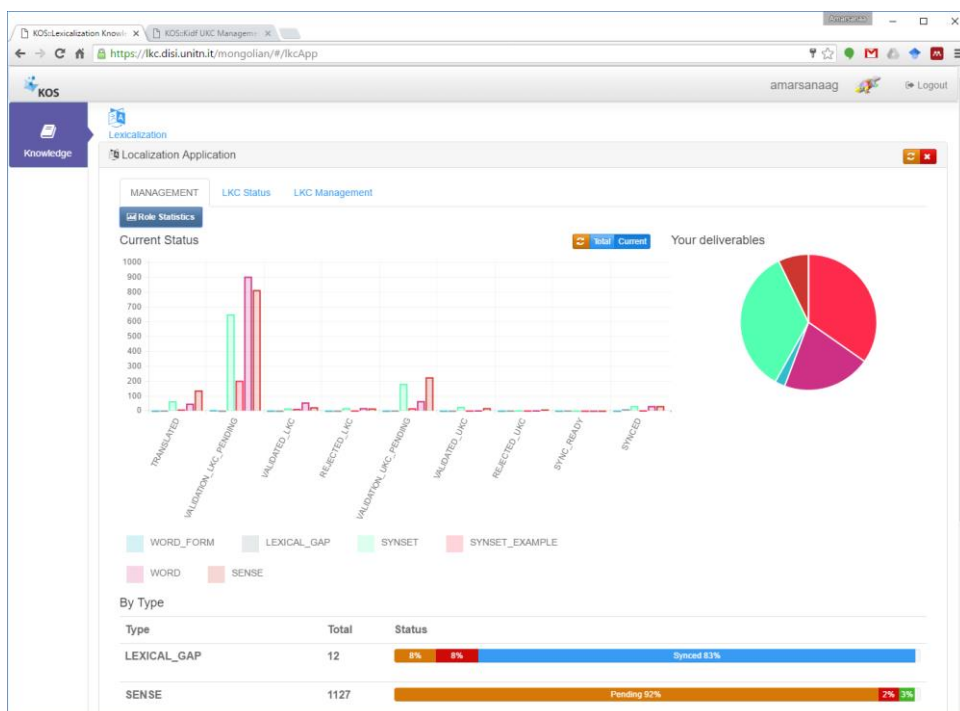 Amarsanaa
KOS::Lexicalization Knowle
KOS::Kidf UKC Manageme
https://lkc.disi.unitn.it/mongolian/#/lkcApp
KOS
amarsanaag
Logout
Knowledge
Lexicalization
Localization Application
MANAGEMENT LKC Status LKC Management
Role Statistics
Current Status
Total Current
Your deliverables
1000
900
800
700
600
500
400
300
200
100
0
TRANSLATED
VALIDATION_LKC_PENDING
VALIDATED_LKC
REJECTED_LKC
VALIDATION_UKC_PENDING
VALIDATED_UKC
REJECTED_UKC
SYNC_READY
SYNCED
WORD_FORM LEXICAL_GAP SYNSET SYNSET_EXAMPLE
WORD SENSE
By Type
Type Total Status
LEXICAL_GAP 12 8% 8% Synced 83%
SENSE 1127 Pending 92% 2% 3%